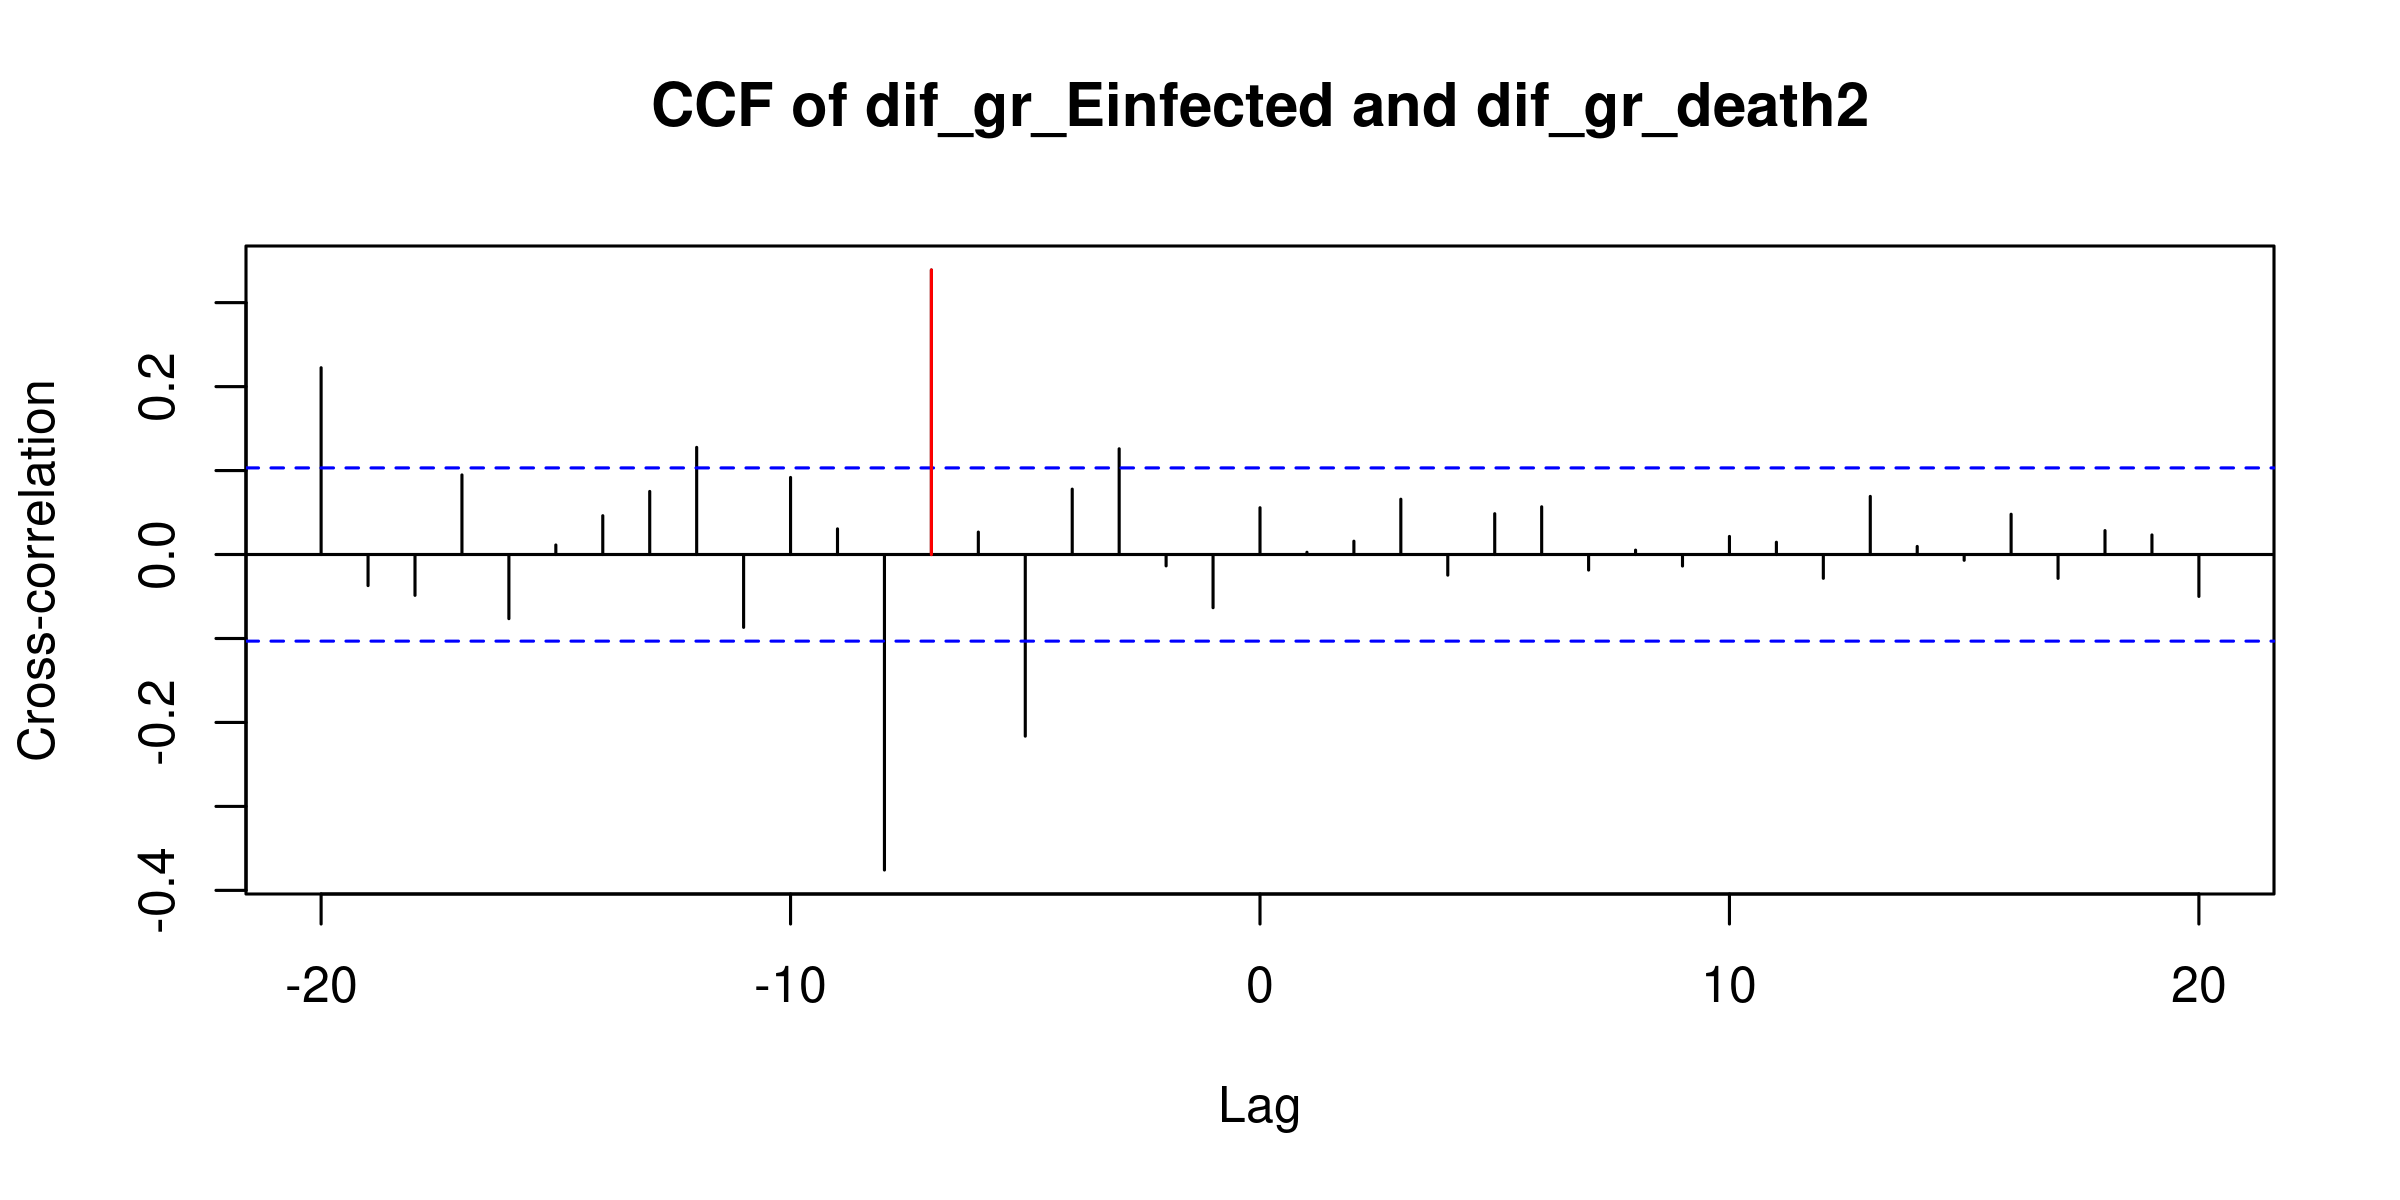 CCF of dif_gr_Einfected and dif_gr_death2
Cross-correlation
0.2
0.0
-0.2
-0.4
-20 -10 0 10 20
Lag